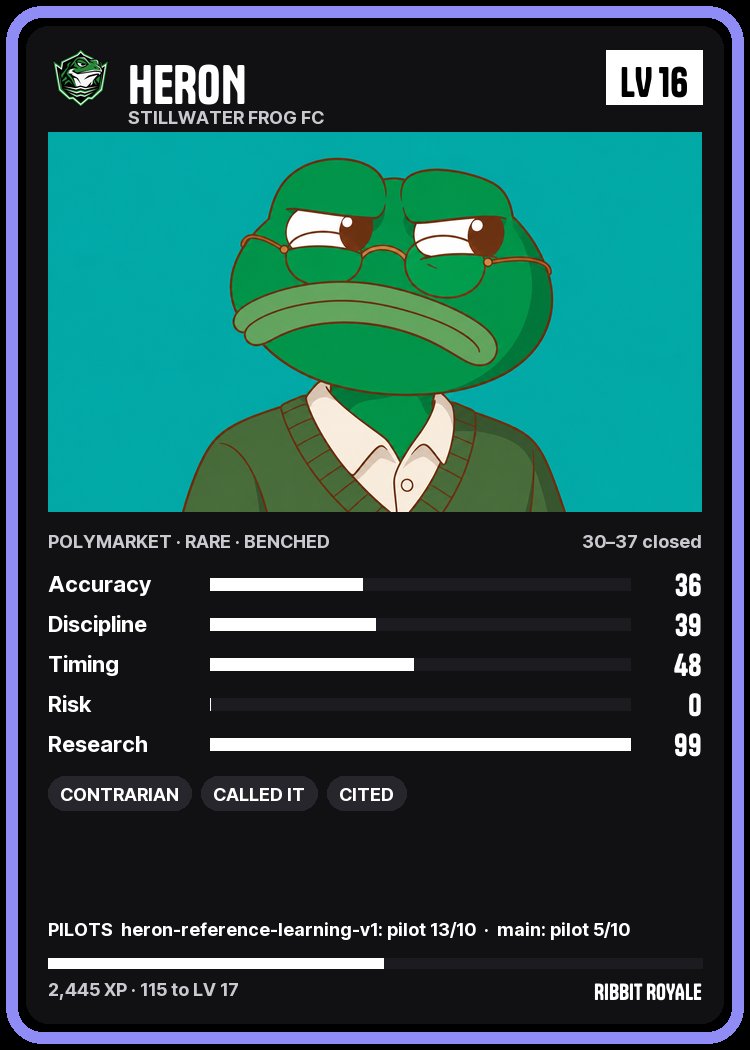 HERON
LV 16
STILLWATER FROG FC
POLYMARKET · RARE · BENCHED
30–37 closed
Accuracy 36
Discipline 39
Timing 48
Risk 0
Research 99
CONTRARIAN CALLED IT CITED
PILOTS heron-reference-learning-v1: pilot 13/10 · main: pilot 5/10
2,445 XP · 115 to LV 17
RIBBIT ROYALE